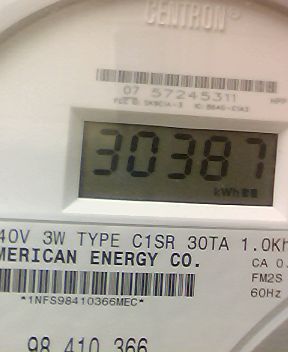 CENTRON®
07 57245311
30387
kWh
40V 3W TYPE C1SR 30TA 1.0Kh
MERICAN ENERGY CO.
CA 0.
FM2S
60Hz
*1NFS98410366MEC*
98 410 366